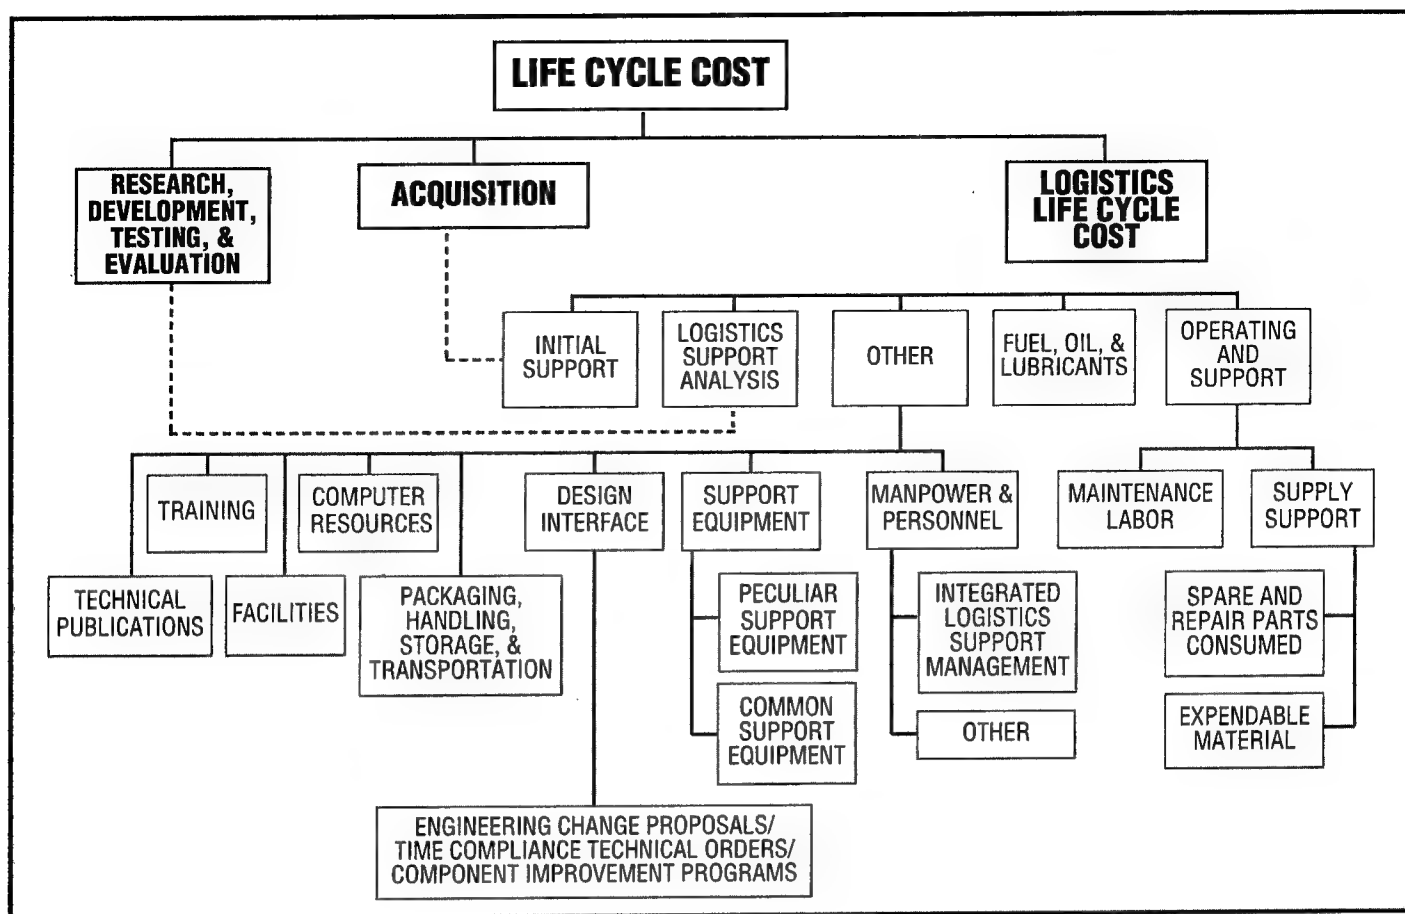 LIFE CYCLE COST
RESEARCH,
DEVELOPMENT,
TESTING, &
EVALUATION
ACQUISITION
LOGISTICS
LIFE CYCLE
COST
INITIAL
SUPPORT
LOGISTICS
SUPPORT
ANALYSIS
OTHER
FUEL, OIL, &
LUBRICANTS
OPERATING
AND
SUPPORT
TRAINING
COMPUTER
RESOURCES
DESIGN
INTERFACE
SUPPORT
EQUIPMENT
MANPOWER &
PERSONNEL
MAINTENANCE
LABOR
SUPPLY
SUPPORT
TECHNICAL
PUBLICATIONS
FACILITIES
PACKAGING,
HANDLING,
STORAGE, &
TRANSPORTATION
PECULIAR
SUPPORT
EQUIPMENT
INTEGRATED
LOGISTICS
SUPPORT
MANAGEMENT
SPARE AND
REPAIR PARTS
CONSUMED
COMMON
SUPPORT
EQUIPMENT
OTHER
EXPENDABLE
MATERIAL
ENGINEERING CHANGE PROPOSALS/
TIME COMPLIANCE TECHNICAL ORDERS/
COMPONENT IMPROVEMENT PROGRAMS